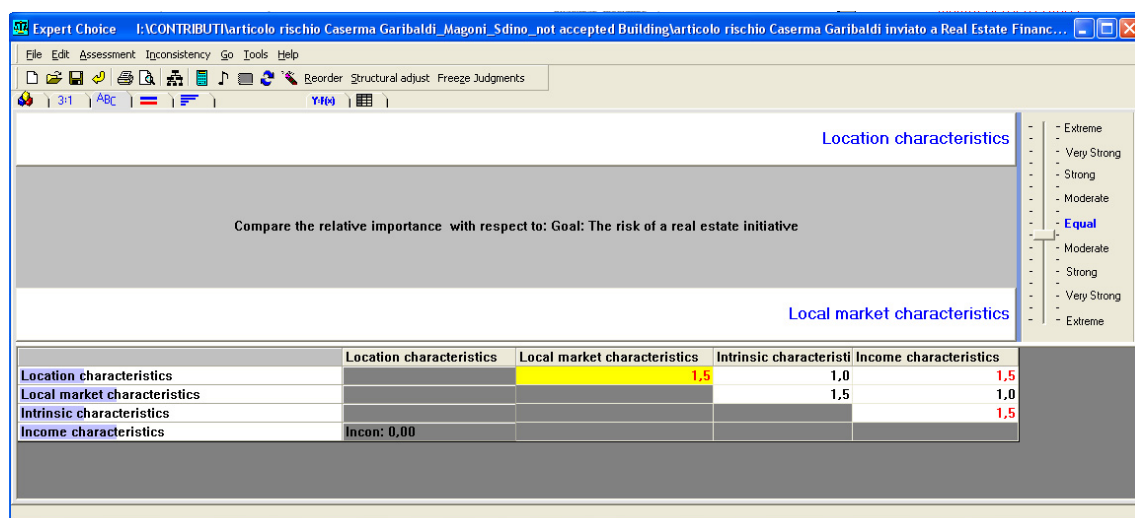 Expert Choice I:\CONTRIBUTI\articolo rischio Caserma Garibaldi_Magoni_Sdino_not accepted Building\articolo rischio Caserma Garibaldi inviato a Real Estate Financ...
File Edit Assessment Inconsistency Go Tools Help
Reorder Structural adjust Freeze Judgments
3:1 ABC Y:f(x)
Location characteristics
Compare the relative importance with respect to: Goal: The risk of a real estate initiative
Local market characteristics
Extreme
Very Strong
Strong
Moderate
Equal
Moderate
Strong
Very Strong
Extreme
Location characteristics Local market characteristics Intrinsic characteristi Income characteristics
Location characteristics 1,5 1,0 1,5
Local market characteristics 1,5 1,0
Intrinsic characteristics 1,5
Income characteristics Incon: 0,00